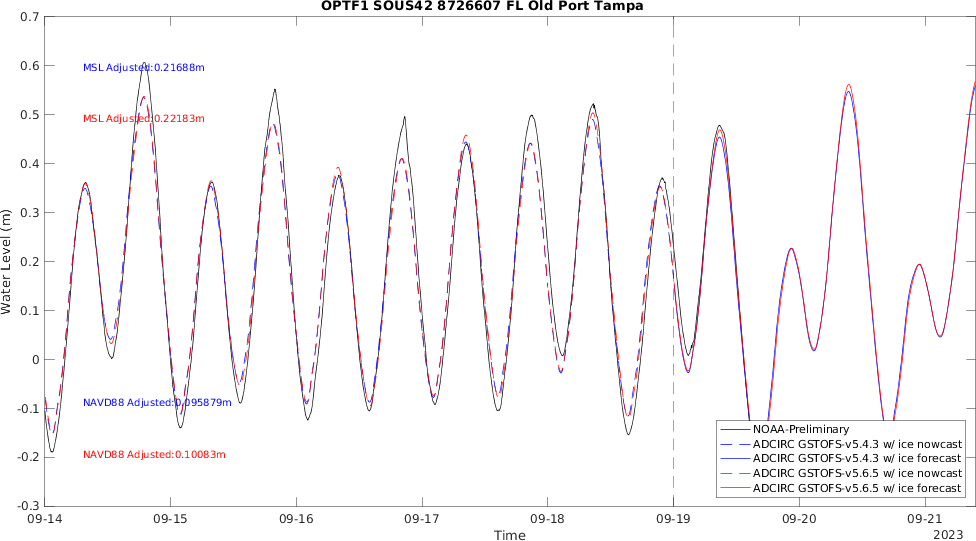 OPTF1 SOUS42 8726607 FL Old Port Tampa
0.7
0.6
0.5
0.4
0.3
0.2
0.1
0
-0.1
-0.2
-0.3
Water Level (m)
MSL Adjusted:0.21688m
MSL Adjusted:0.22183m
NAVD88 Adjusted:0.095879m
NAVD88 Adjusted:0.10083m
NOAA-Preliminary
ADCIRC GSTOFS-v5.4.3 w/ ice nowcast
ADCIRC GSTOFS-v5.4.3 w/ ice forecast
ADCIRC GSTOFS-v5.6.5 w/ ice nowcast
ADCIRC GSTOFS-v5.6.5 w/ ice forecast
09-14 09-15 09-16 09-17 09-18 09-19 09-20 09-21
Time
2023